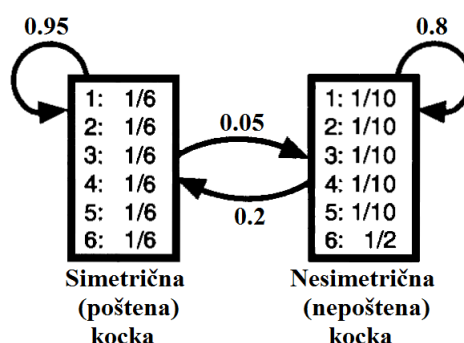 0.95
0.8
1: 1/6
2: 1/6
3: 1/6
4: 1/6
5: 1/6
6: 1/6
0.05
0.2
1: 1/10
2: 1/10
3: 1/10
4: 1/10
5: 1/10
6: 1/2
Simetrična
(poštena)
kocka
Nesimetrična
(nepoštena)
kocka